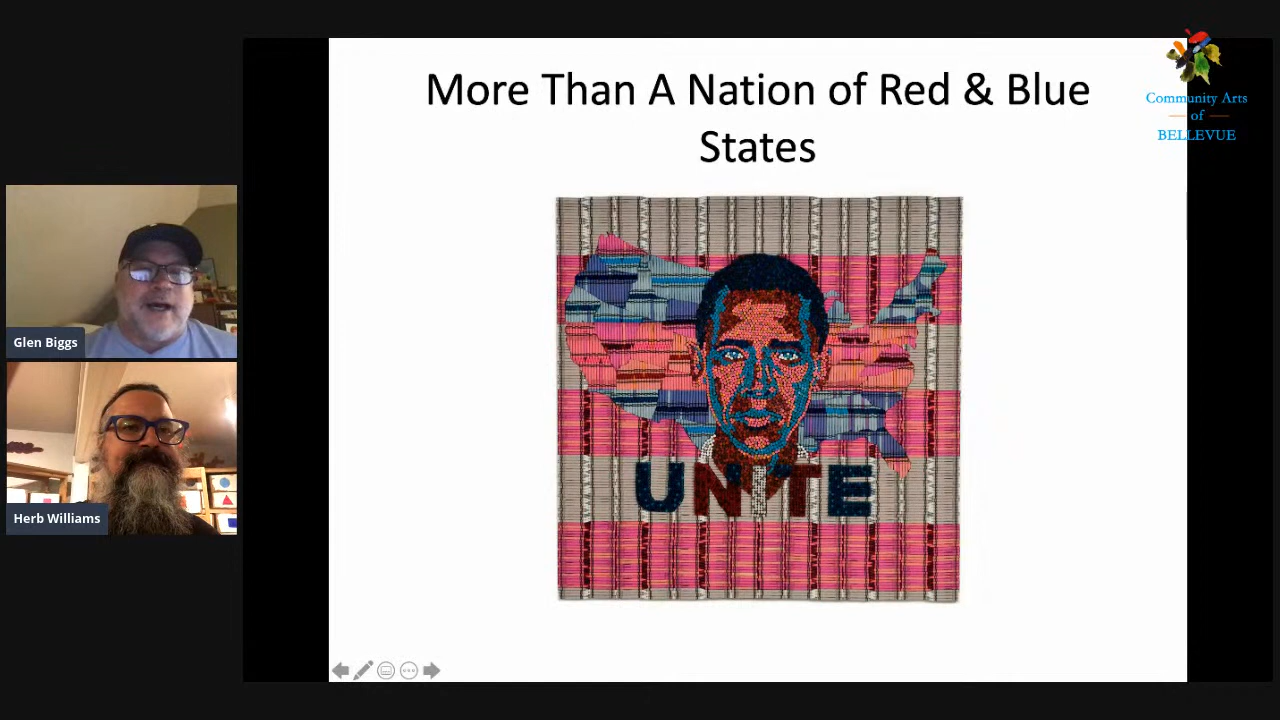 More Than A Nation of Red & Blue
States
Community Arts
of
BELLEVUE
UNITE
Glen Biggs
Herb Williams